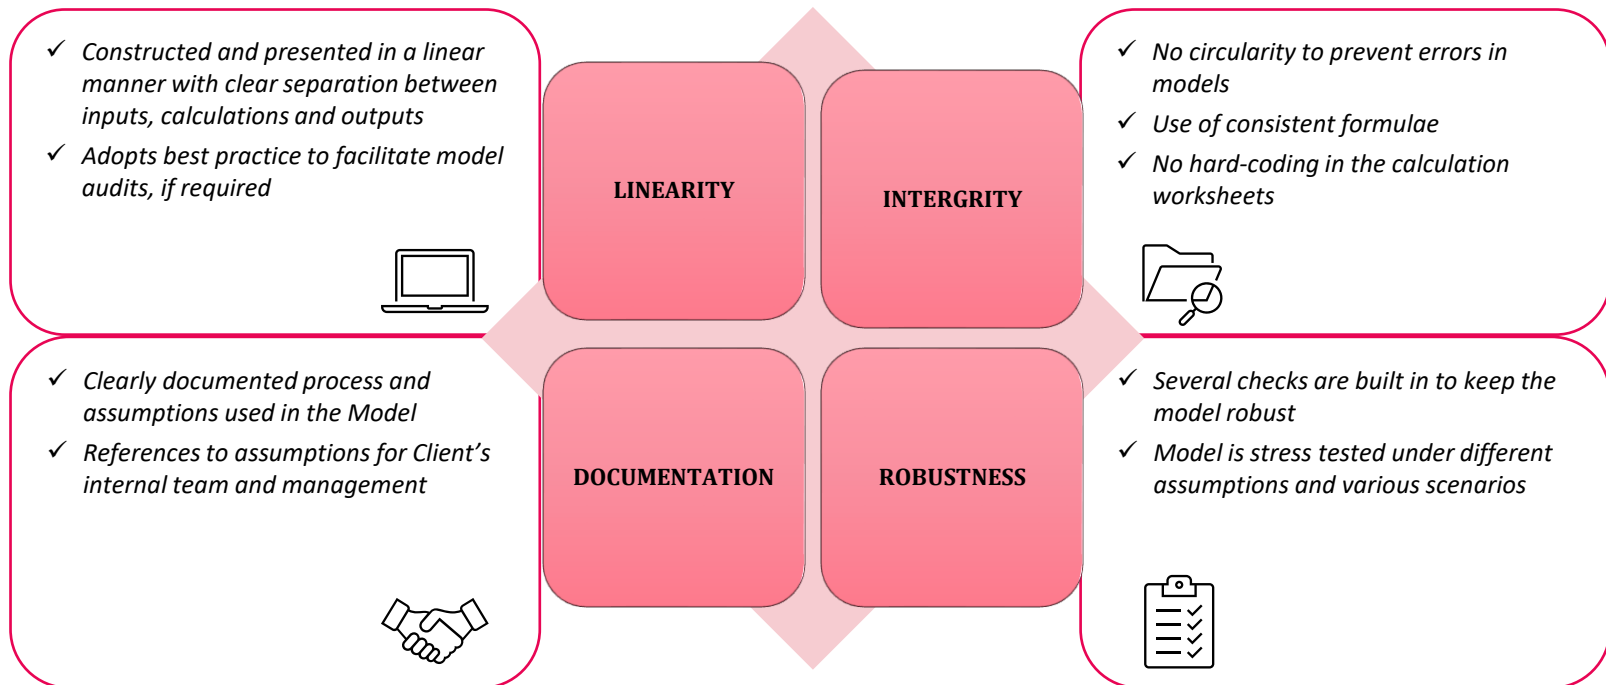 ✓ Constructed and presented in a linear
manner with clear separation between
inputs, calculations and outputs
✓ Adopts best practice to facilitate model
audits, if required
LINEARITY
INTERGRITY
✓ No circularity to prevent errors in
models
✓ Use of consistent formulae
✓ No hard-coding in the calculation
worksheets
✓ Clearly documented process and
assumptions used in the Model
✓ References to assumptions for Client’s
internal team and management
DOCUMENTATION
ROBUSTNESS
✓ Several checks are built in to keep the
model robust
✓ Model is stress tested under different
assumptions and various scenarios